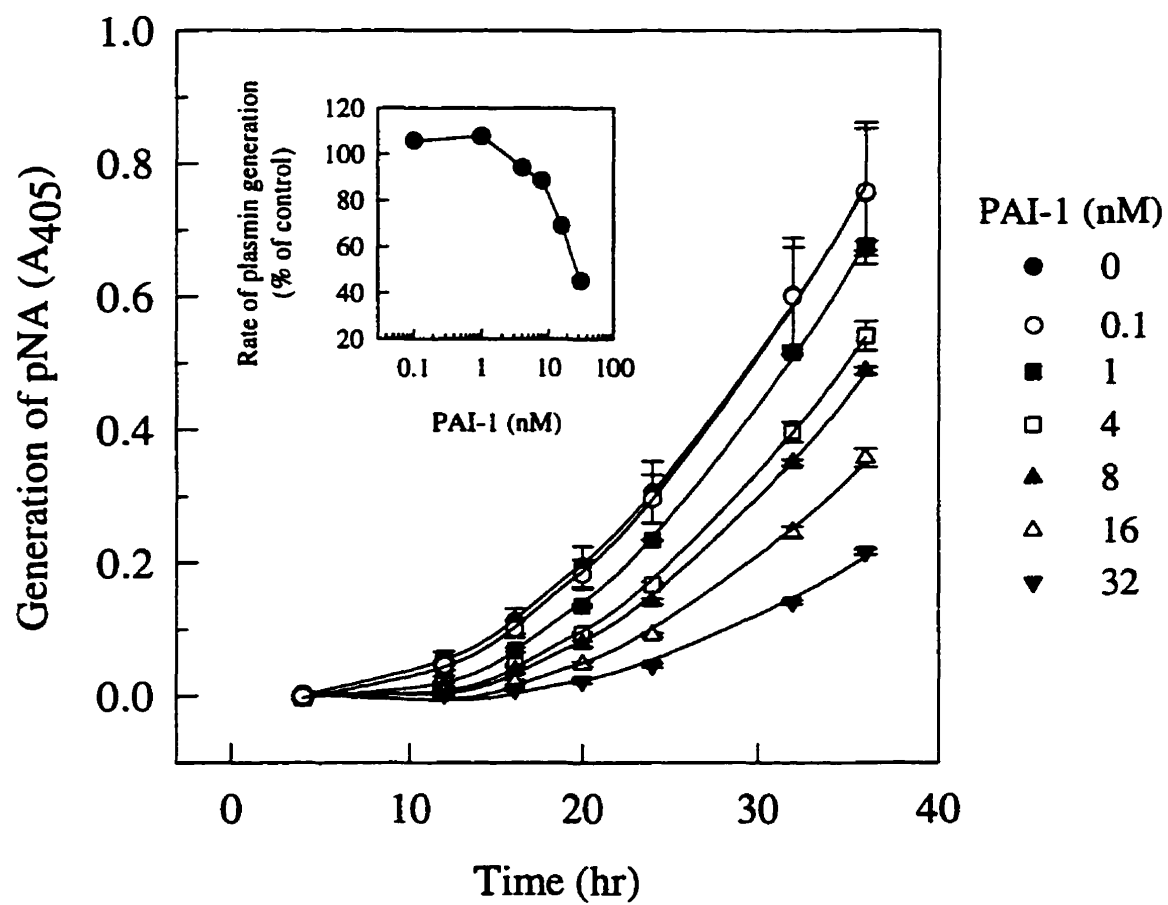 1.0
0.8
0.6
0.4
0.2
0.0
Generation of pNA (A405)
0 10 20 30 40
Time (hr)
120
100
80
60
40
20
Rate of plasmin generation
(% of control)
0.1 1 10 100
PAI-1 (nM)
PAI-1 (nM)
0
0.1
1
4
8
16
32